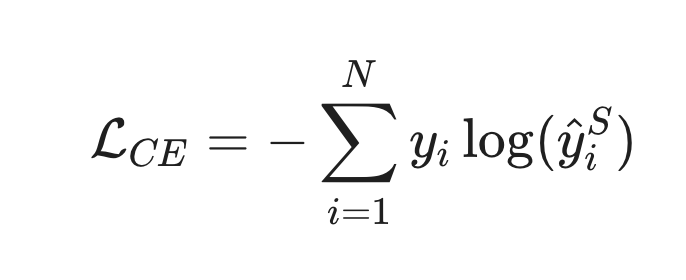 $\mathcal{L}_{CE} = -\sum_{i=1}^{N} y_i \log(\hat{y}_i^S)$